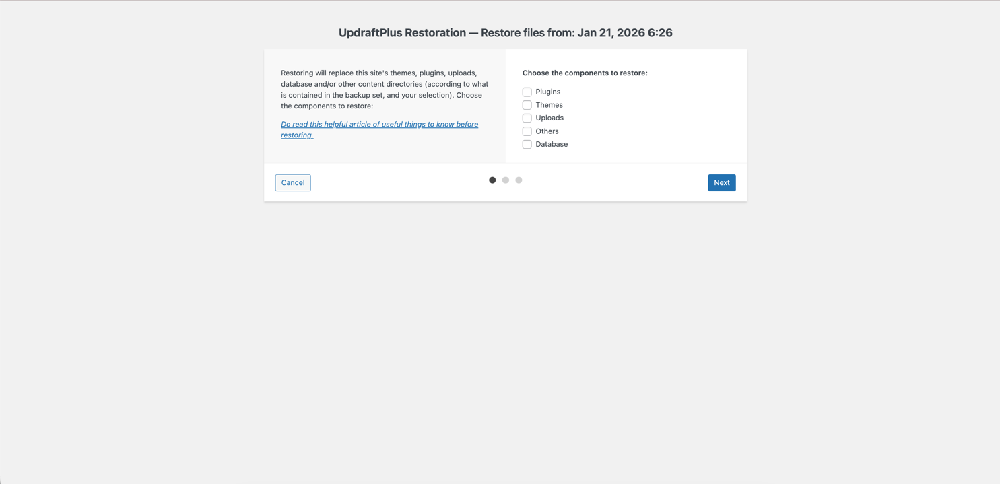 UpdraftPlus Restoration — Restore files from: Jan 21, 2026 6:26
Restoring will replace this site's themes, plugins, uploads,
database and/or other content directories (according to what
is contained in the backup set, and your selection). Choose
the components to restore:
Do read this helpful article of useful things to know before
restoring.
Choose the components to restore:
Plugins
Themes
Uploads
Others
Database
Cancel
Next